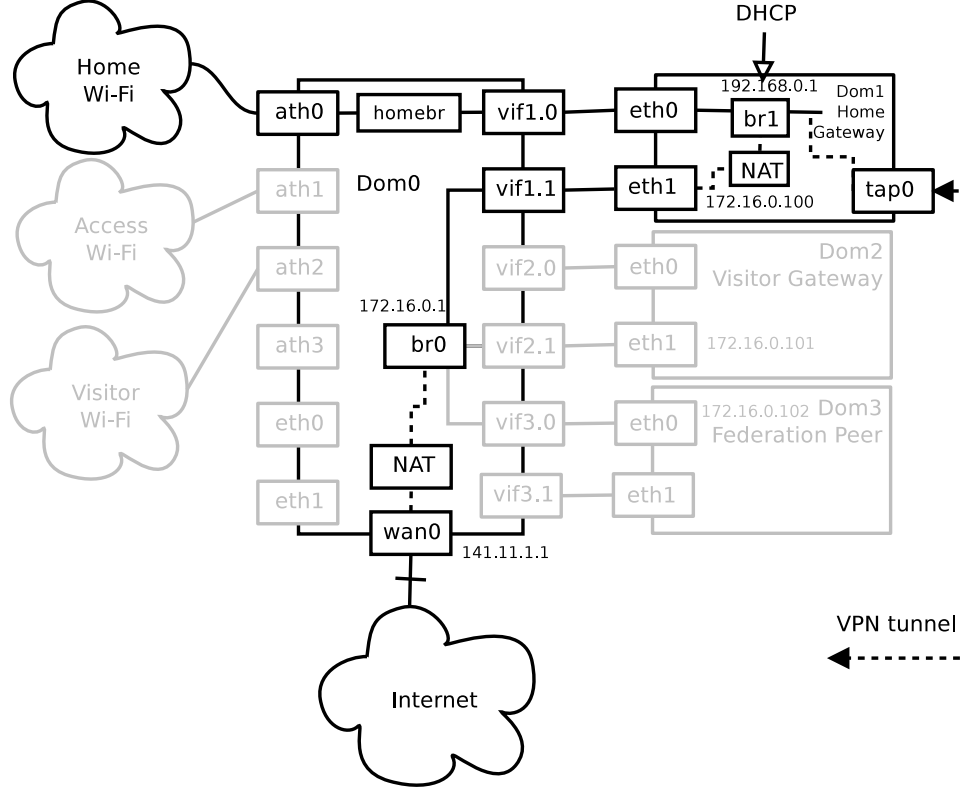 DHCP
Home
Wi-Fi
ath0
homebr
vif1.0
eth0
192.168.0.1
br1
Dom1
Home
Gateway
Access
Wi-Fi
ath1
Dom0
vif1.1
eth1
NAT
172.16.0.100
tap0
ath2
vif2.0
eth0
Dom2
Visitor Gateway
172.16.0.1
br0
ath3
vif2.1
eth1
172.16.0.101
Visitor
Wi-Fi
eth0
vif3.0
eth0
172.16.0.102 Dom3
Federation Peer
NAT
eth1
vif3.1
eth1
wan0
141.11.1.1
VPN tunnel
Internet